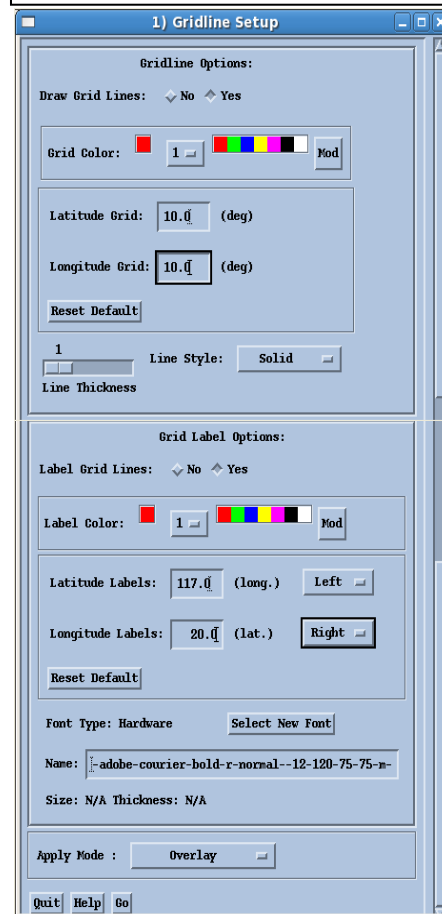 1) Gridline Setup
Gridline Options:
Draw Grid Lines: No Yes
Grid Color: 1 Mod
Latitude Grid: 10.0 (deg)
Longitude Grid: 10.0 (deg)
Reset Default
1
Line Style: Solid
Line Thickness
Grid Label Options:
Label Grid Lines: No Yes
Label Color: 1 Mod
Latitude Labels: 117.0 (long.) Left
Longitude Labels: 20.0 (lat.) Right
Reset Default
Font Type: Hardware Select New Font
Name: -adobe-courier-bold-r-normal--12-120-75-75-m-
Size: N/A Thickness: N/A
Apply Mode : Overlay
Quit Help Go